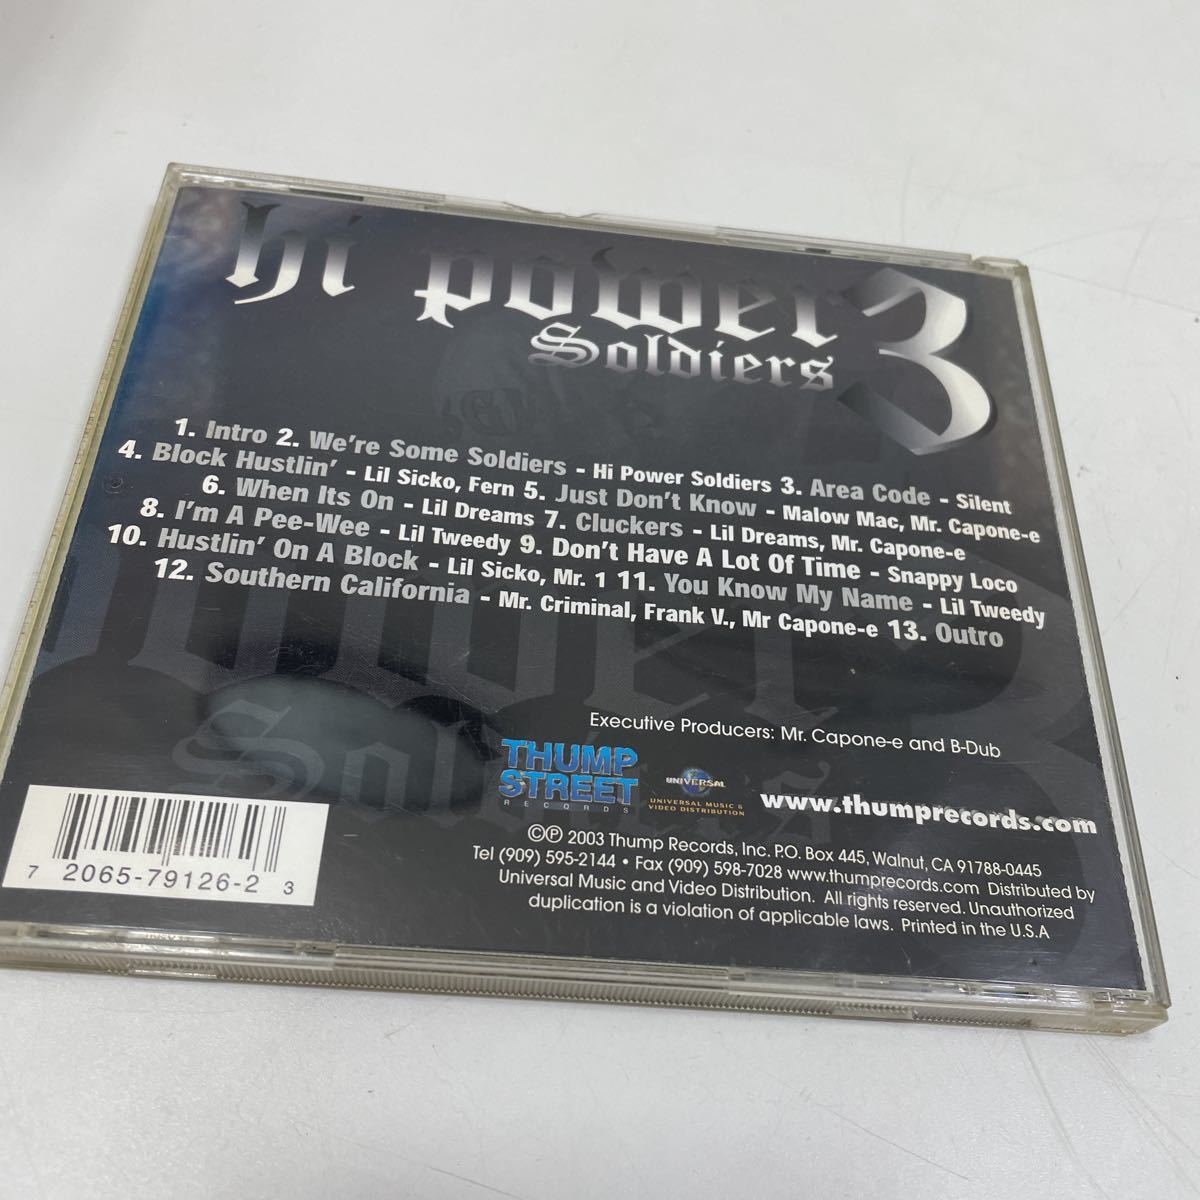 hi power 3
Soldiers
1. Intro 2. We're Some Soldiers - Hi Power Soldiers 3. Area Code - Silent
4. Block Hustlin' - Lil Sicko, Fern 5. Just Don't Know - Malow Mac, Mr. Capone-e
6. When Its On - Lil Dreams 7. Cluckers - Lil Dreams, Mr. Capone-e
8. I'm A Pee-Wee - Lil Tweedy 9. Don't Have A Lot Of Time - Snappy Loco
10. Hustlin' On A Block - Lil Sicko, Mr. 1 11. You Know My Name - Lil Tweedy
12. Southern California - Mr. Criminal, Frank V., Mr Capone-e 13. Outro
Executive Producers: Mr. Capone-e and B-Dub
THUMP
STREET
RECORDS
UNIVERSAL
UNIVERSAL MUSIC &
VIDEO DISTRIBUTION
www.thumprecords.com
©℗ 2003 Thump Records, Inc. P.O. Box 445, Walnut, CA 91788-0445
Tel (909) 595-2144 • Fax (909) 598-7028 www.thumprecords.com Distributed by
Universal Music and Video Distribution. All rights reserved. Unauthorized
duplication is a violation of applicable laws. Printed in the U.S.A
7 2065-79126-2 3
power 3
Soldiers